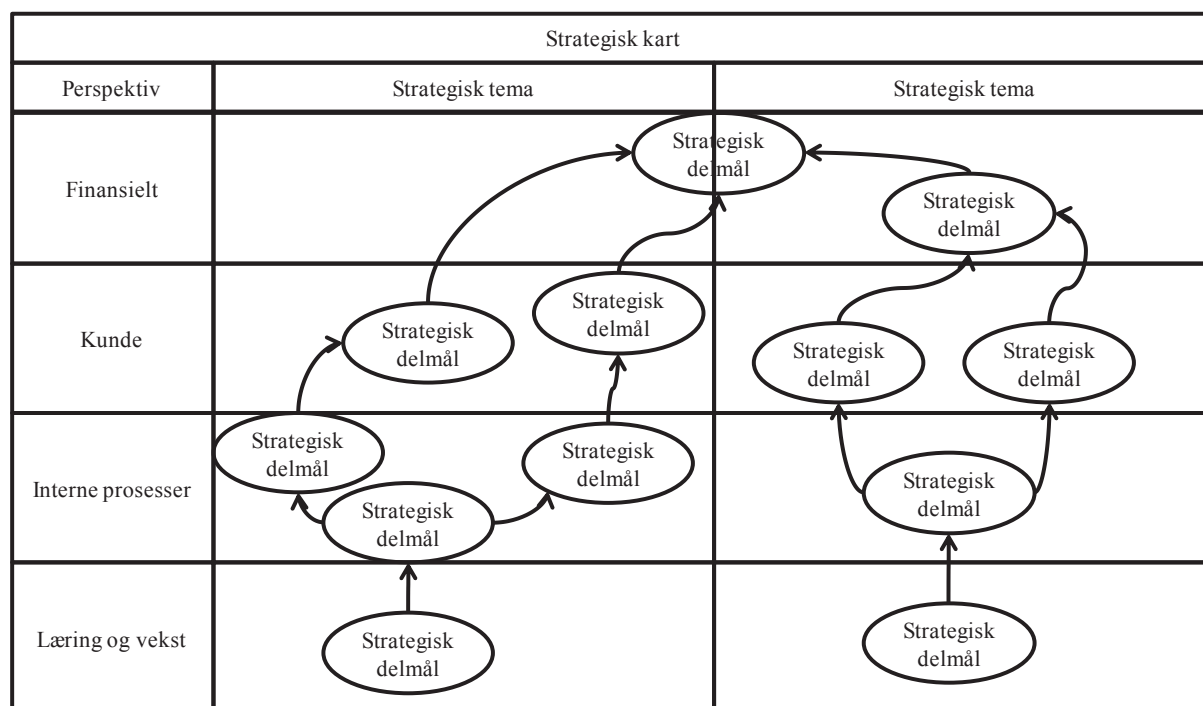 Strategisk kart
Perspektiv
Strategisk tema
Strategisk tema
Finansielt
Strategisk
delmål
Strategisk
delmål
Kunde
Strategisk
delmål
Strategisk
delmål
Strategisk
delmål
Strategisk
delmål
Interne prosesser
Strategisk
delmål
Strategisk
delmål
Strategisk
delmål
Strategisk
delmål
Læring og vekst
Strategisk
delmål
Strategisk
delmål